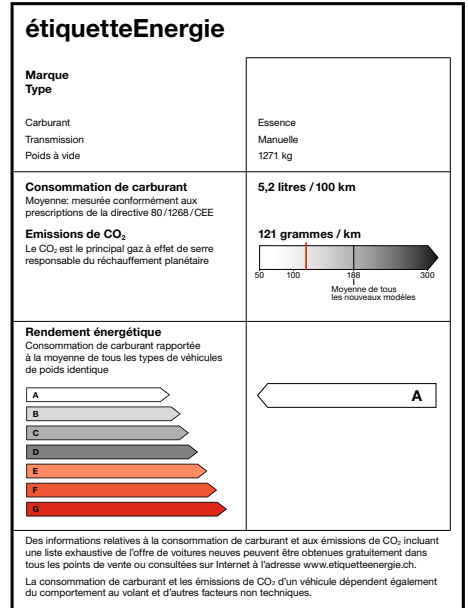 étiquetteEnergie
Marque
Type
Carburant Essence
Transmission Manuelle
Poids à vide 1271 kg
Consommation de carburant 5,2 litres / 100 km
Moyenne: mesurée conformément aux
prescriptions de la directive 80/1268/CEE
Emissions de CO₂ 121 grammes / km
Le CO₂ est le principal gaz à effet de serre
responsable du réchauffement planétaire
50 100 188 300
Moyenne de tous
les nouveaux modèles
Rendement énergétique
Consommation de carburant rapportée
à la moyenne de tous les types de véhicules
de poids identique
A A
B
C
D
E
F
G
Des informations relatives à la consommation de carburant et aux émissions de CO₂ incluant
une liste exhaustive de l'offre de voitures neuves peuvent être obtenues gratuitement dans
tous les points de vente ou consultées sur Internet à l'adresse www.etiquetteenergie.ch.
La consommation de carburant et les émissions de CO₂ d'un véhicule dépendent également
du comportement au volant et d'autres facteurs non techniques.